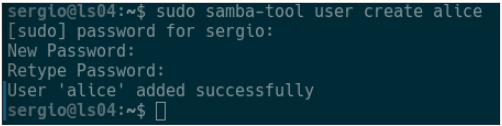 sergio@ls04:~$ sudo samba-tool user create alice
[sudo] password for sergio:
New Password:
Retype Password:
User 'alice' added successfully
sergio@ls04:~$